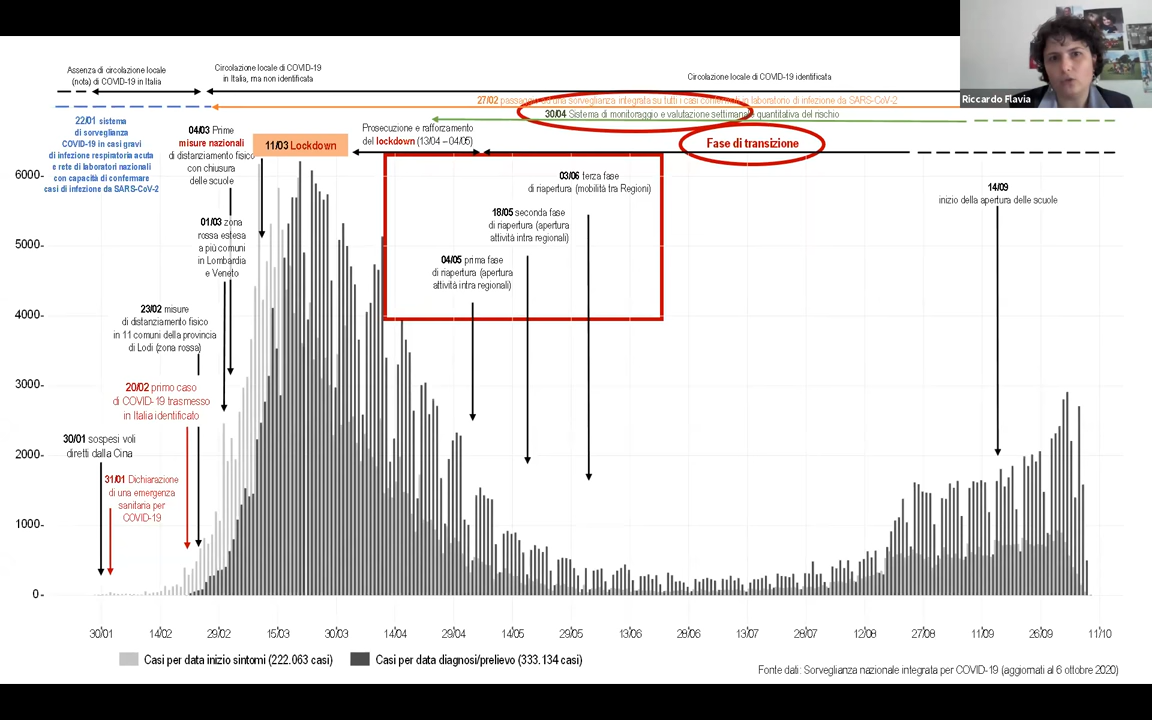 Riccardo Flavia
Assenza di circolazione locale
(nota) di COVID-19 in Italia
Circolazione locale di COVID-19
in Italia, ma non identificata
Circolazione locale di COVID-19 identificata
27/02 passaggio ad una sorveglianza integrata su tutti i casi confermati in laboratorio di infezione da SARS-CoV-2
30/04 Sistema di monitoraggio e valutazione settimanale quantitativa del rischio
22/01 sistema
di sorveglianza
COVID-19 in casi gravi
di infezione respiratoria acuta
e rete di laboratori nazionali
con capacità di confermare
casi di infezione da SARS-CoV-2
04/03 Prime
misure nazionali
di distanziamento fisico
con chiusura
delle scuole
11/03 Lockdown
Prosecuzione e rafforzamento
del lockdown (13/04 – 04/05)
Fase di transizione
03/06 terza fase
di riapertura (mobilità tra Regioni)
18/05 seconda fase
di riapertura (apertura
attività intra regionali)
04/05 prima fase
di riapertura (apertura
attività intra regionali)
14/09
inizio della apertura delle scuole
01/03 zona
rossa estesa
a più comuni
in Lombardia
e Veneto
23/02 misure
di distanziamento fisico
in 11 comuni della provincia
di Lodi (zona rossa)
20/02 primo caso
di COVID-19 trasmesso
in Italia identificato
30/01 sospesi voli
diretti dalla Cina
31/01 Dichiarazione
di una emergenza
sanitaria per
COVID-19
6000-
5000-
4000-
3000-
2000-
1000-
0-
30/01 14/02 29/02 15/03 30/03 14/04 29/04 14/05 29/05 13/06 28/06 13/07 28/07 12/08 27/08 11/09 26/09 11/10
Casi per data inizio sintomi (222.063 casi) Casi per data diagnosi/prelievo (333.134 casi)
Fonte dati: Sorveglianza nazionale integrata per COVID-19 (aggiornati al 6 ottobre 2020)